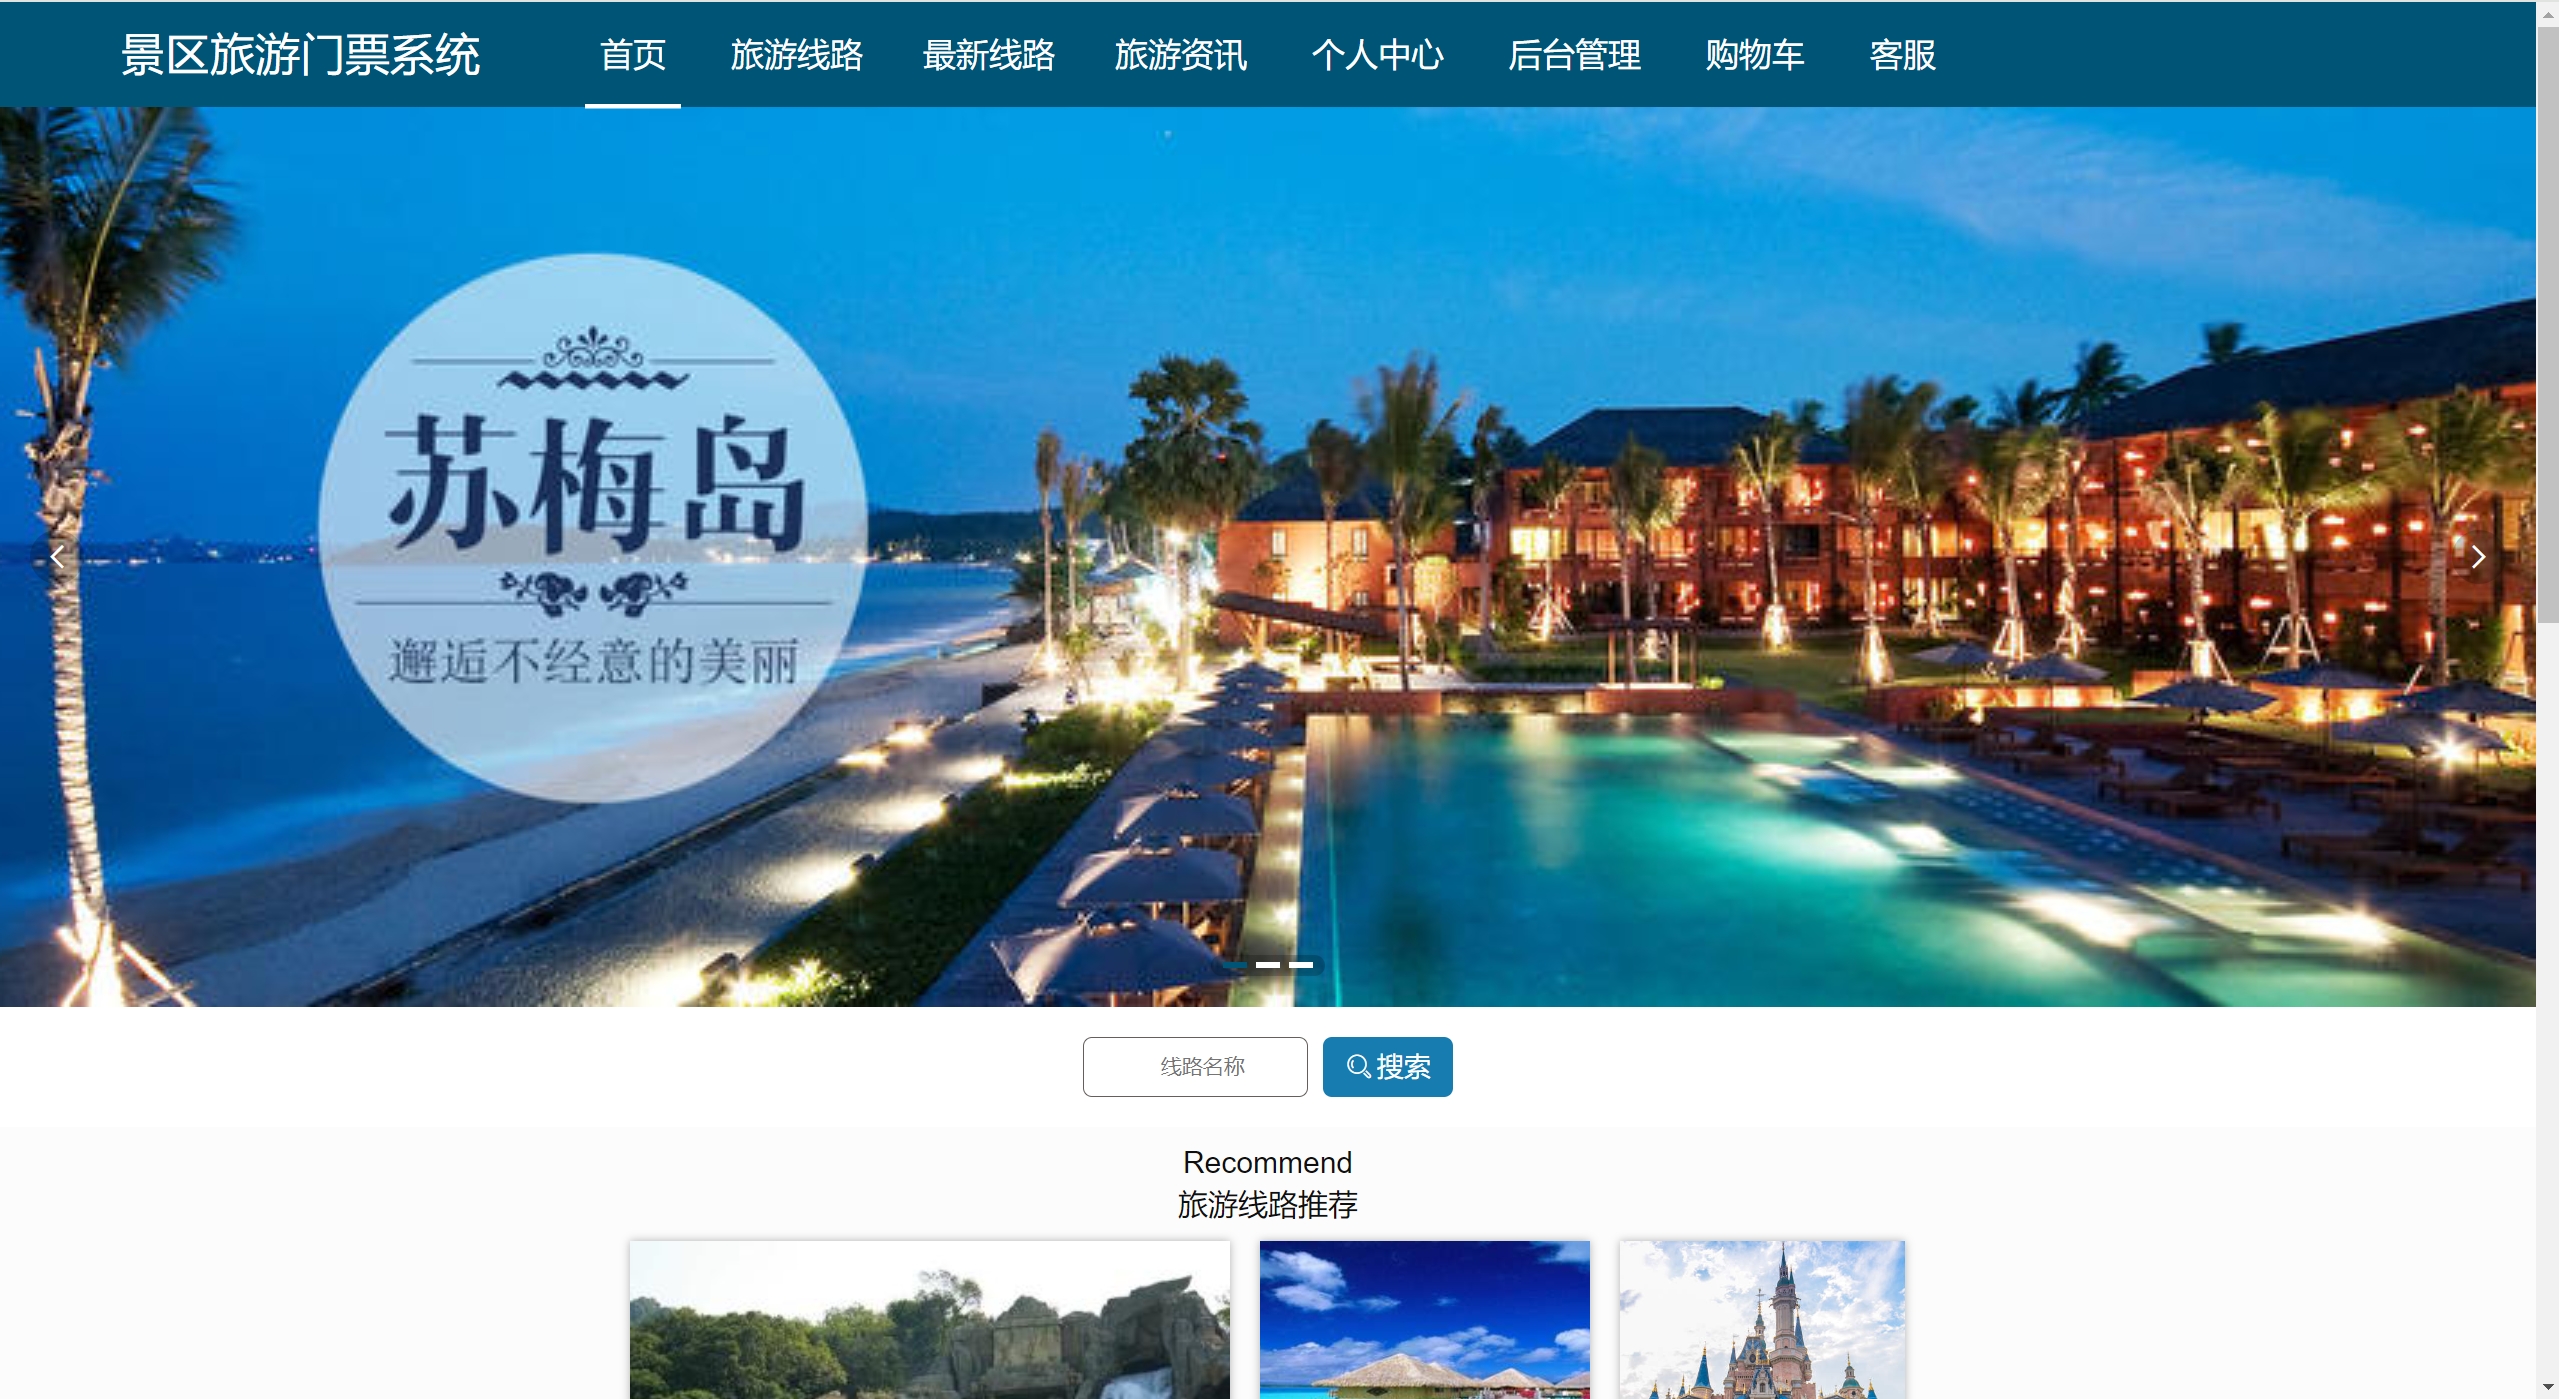 景区旅游门票系统 首页 旅游线路 最新线路 旅游资讯 个人中心 后台管理 购物车 客服
苏梅岛
邂逅不经意的美丽
线路名称 搜索
Recommend
旅游线路推荐